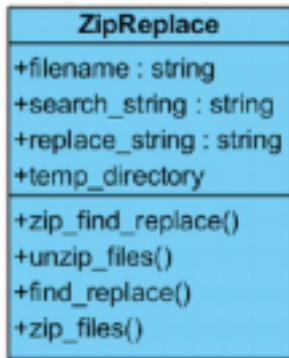 ZipReplace
+filename : string
+search_string : string
+replace_string : string
+temp_directory
+zip_find_replace()
+unzip_files()
+find_replace()
+zip_files()